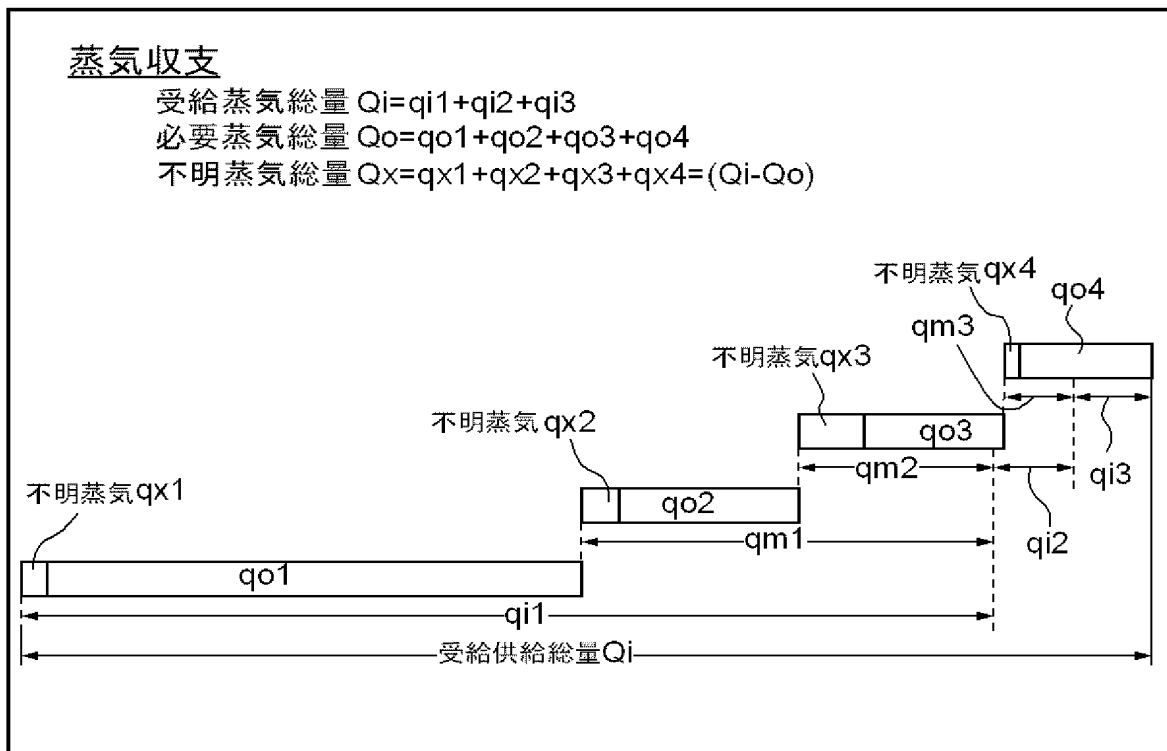 蒸気収支
受給蒸気総量 Qi=qi1+qi2+qi3
必要蒸気総量 Qo=qo1+qo2+qo3+qo4
不明蒸気総量 Qx=qx1+qx2+qx3+qx4=(Qi-Qo)
不明蒸気qx4
qo4
qm3
不明蒸気qx3
qo3
qi3
不明蒸気qx2
qm2
qi2
不明蒸気qx1
qo2
qm1
qo1
qi1
受給供給総量Qi